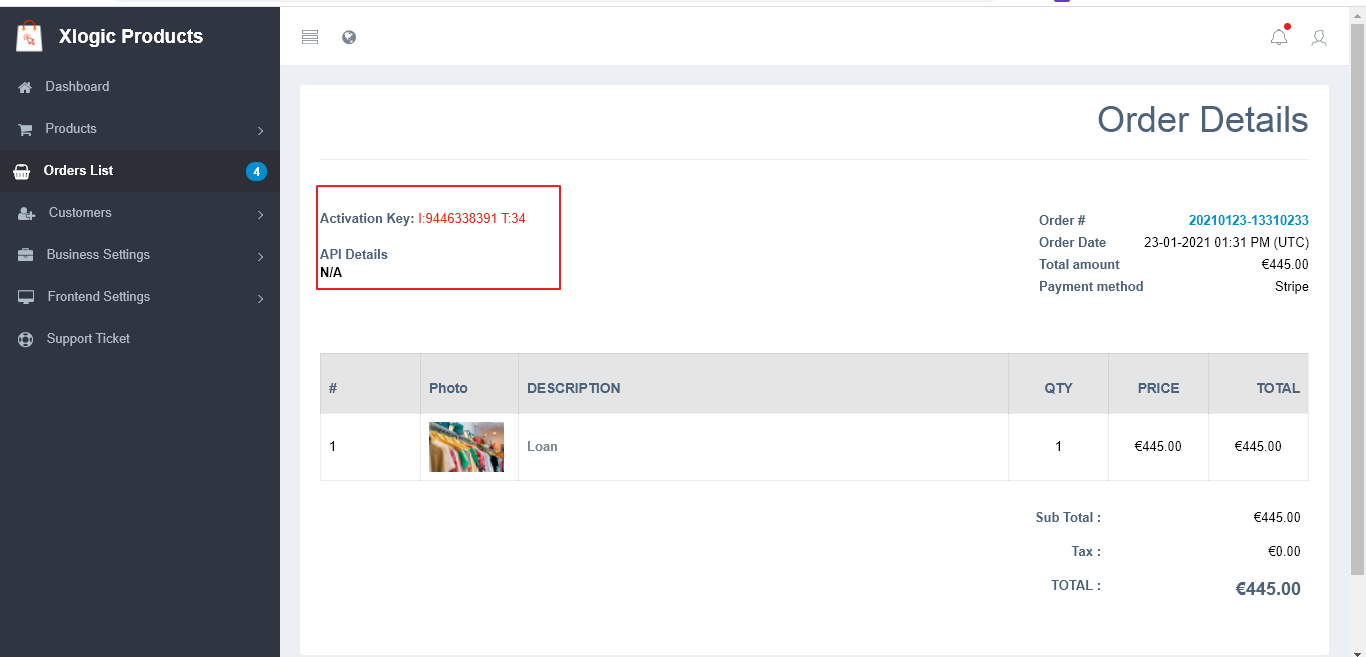 Xlogic Products
Dashboard
Products
Orders List 4
Customers
Business Settings
Frontend Settings
Support Ticket
Order Details
Activation Key: I:9446338391 T:34
API Details
N/A
Order # 20210123-13310233
Order Date 23-01-2021 01:31 PM (UTC)
Total amount €445.00
Payment method Stripe
# Photo DESCRIPTION QTY PRICE TOTAL
1 Loan 1 €445.00 €445.00
Sub Total : €445.00
Tax : €0.00
TOTAL : €445.00